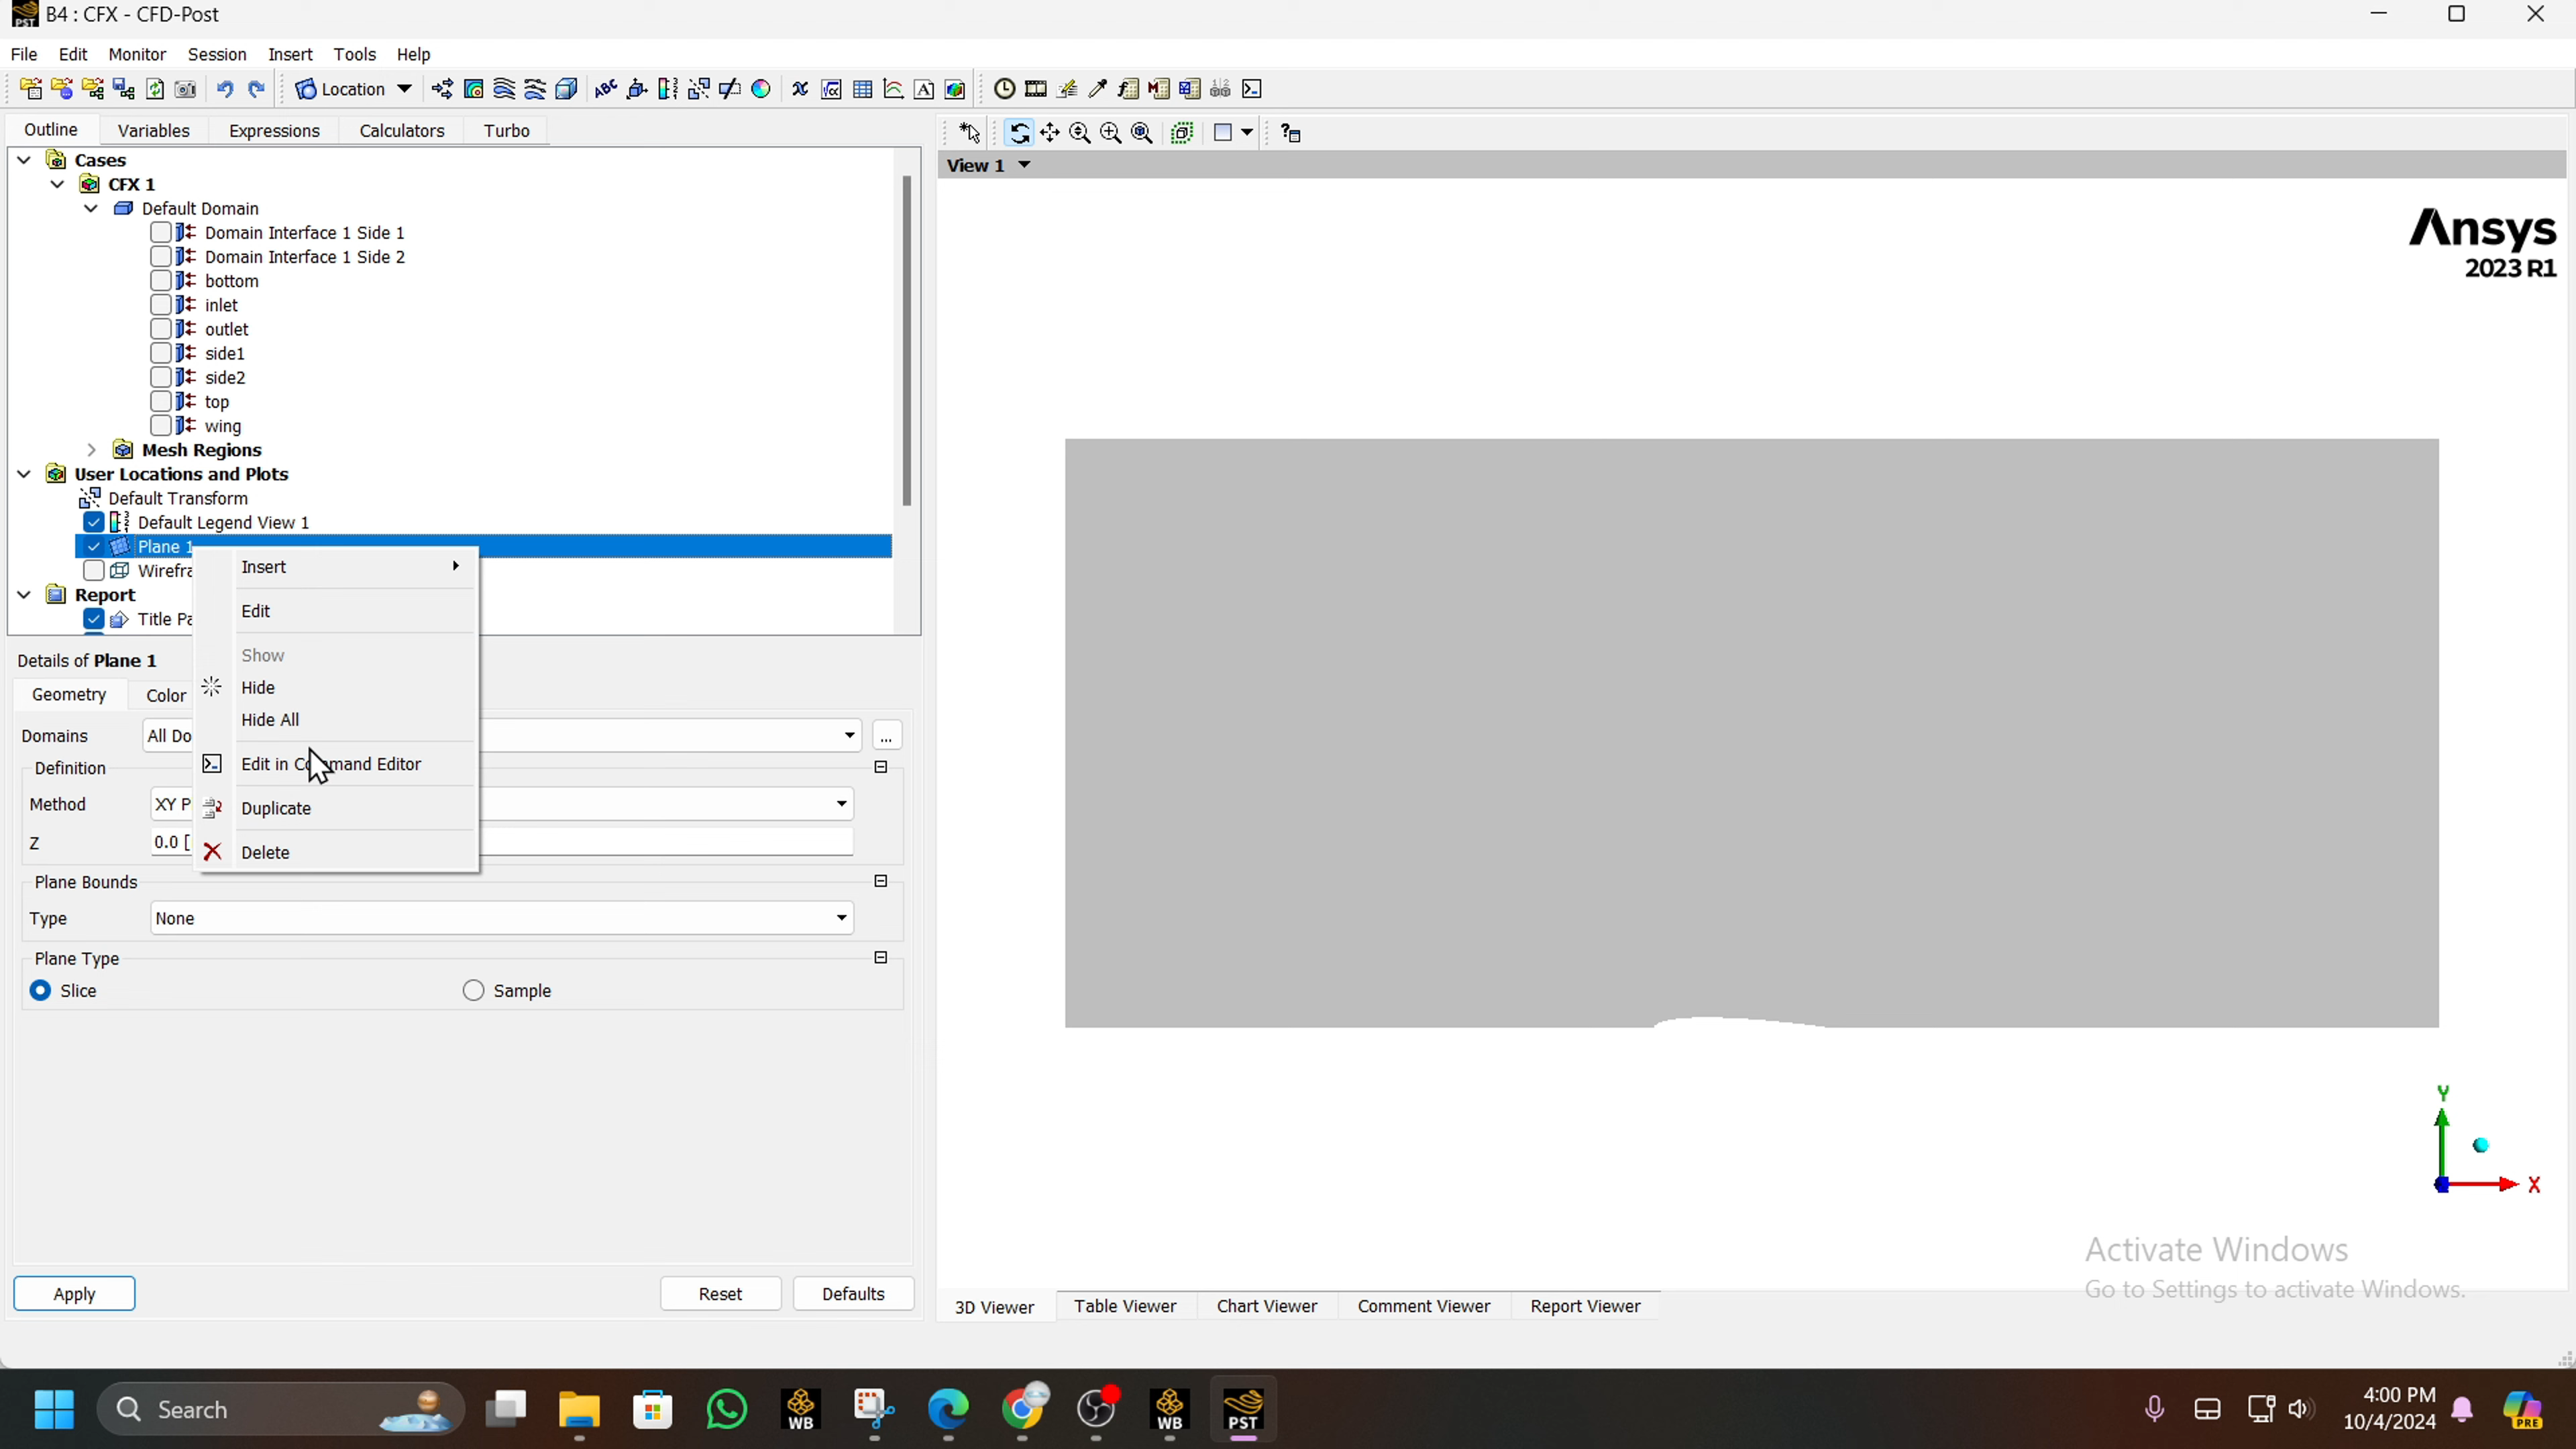 B4 : CFX - CFD-Post
File Edit Monitor Session Insert Tools Help
Location
Outline Variables Expressions Calculators Turbo
View 1
Cases
CFX 1
Default Domain
Domain Interface 1 Side 1
Domain Interface 1 Side 2
bottom
inlet
outlet
side1
side2
top
wing
Mesh Regions
User Locations and Plots
Default Transform
Default Legend View 1
Plane 1
Wirefra
Report
Title Pa
Insert
Edit
Show
Hide
Hide All
Edit in Command Editor
Duplicate
Delete
Details of Plane 1
Geometry Color
Domains All Do ...
Definition
Method XY P
Z 0.0 [
Plane Bounds
Type None
Plane Type
Slice Sample
Apply Reset Defaults
Ansys
2023 R1
Y
X
Activate Windows
Go to Settings to activate Windows.
3D Viewer Table Viewer Chart Viewer Comment Viewer Report Viewer
Search
WB
WB
PST
4:00 PM
10/4/2024
PRE